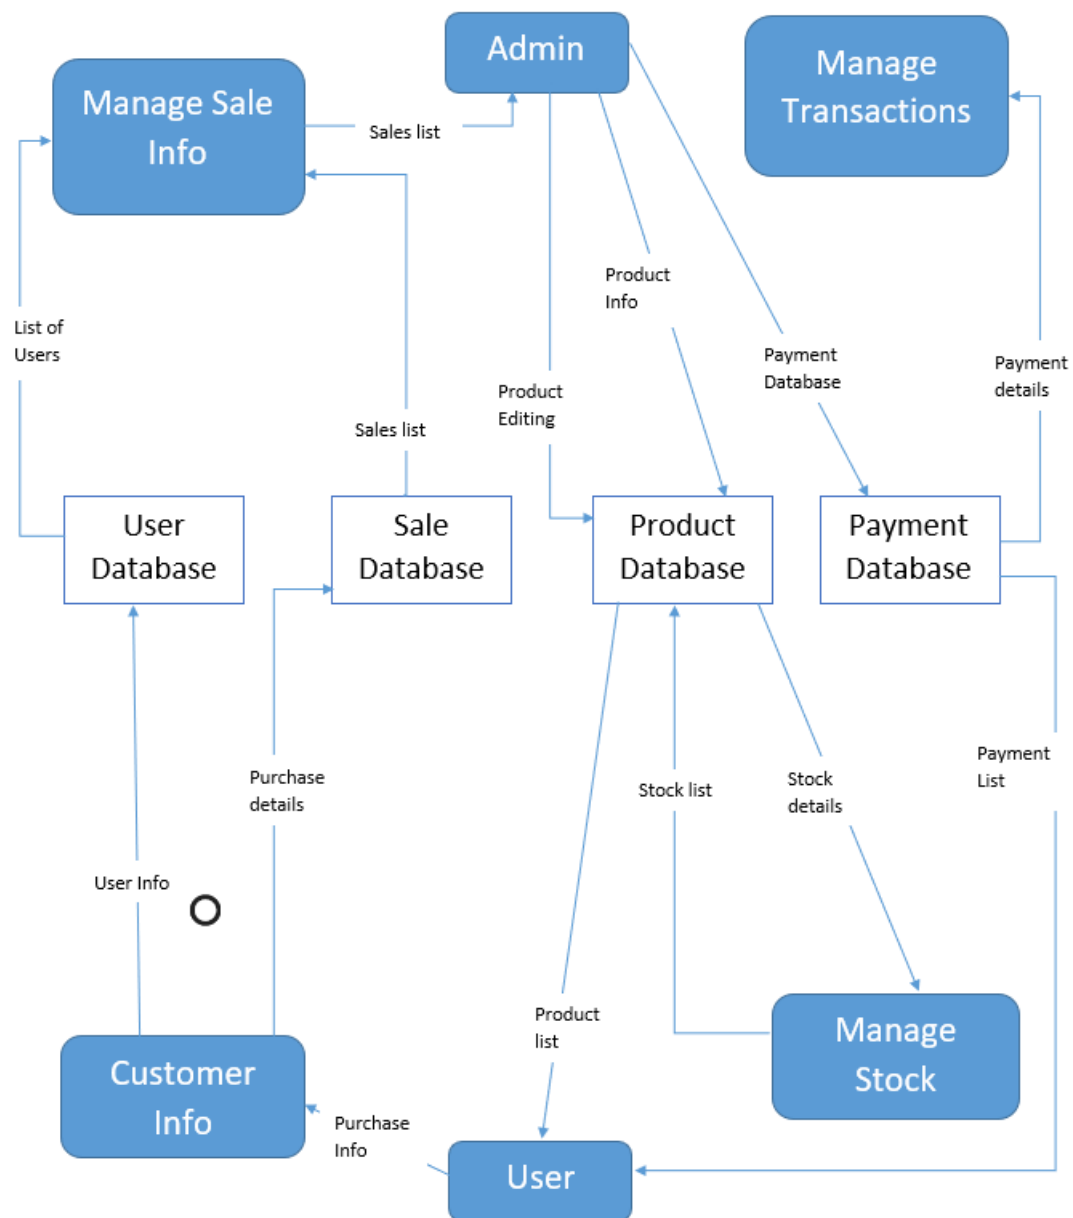 Admin
Manage
Transactions
Manage Sale
Info
Sales list
Product
Info
List of
Users
Payment
Database
Payment
details
Product
Editing
Sales list
User
Database
Sale
Database
Product
Database
Payment
Database
Purchase
details
Stock list
Stock
details
Payment
List
User Info
Product
list
Manage
Stock
Customer
Info
Purchase
Info
User